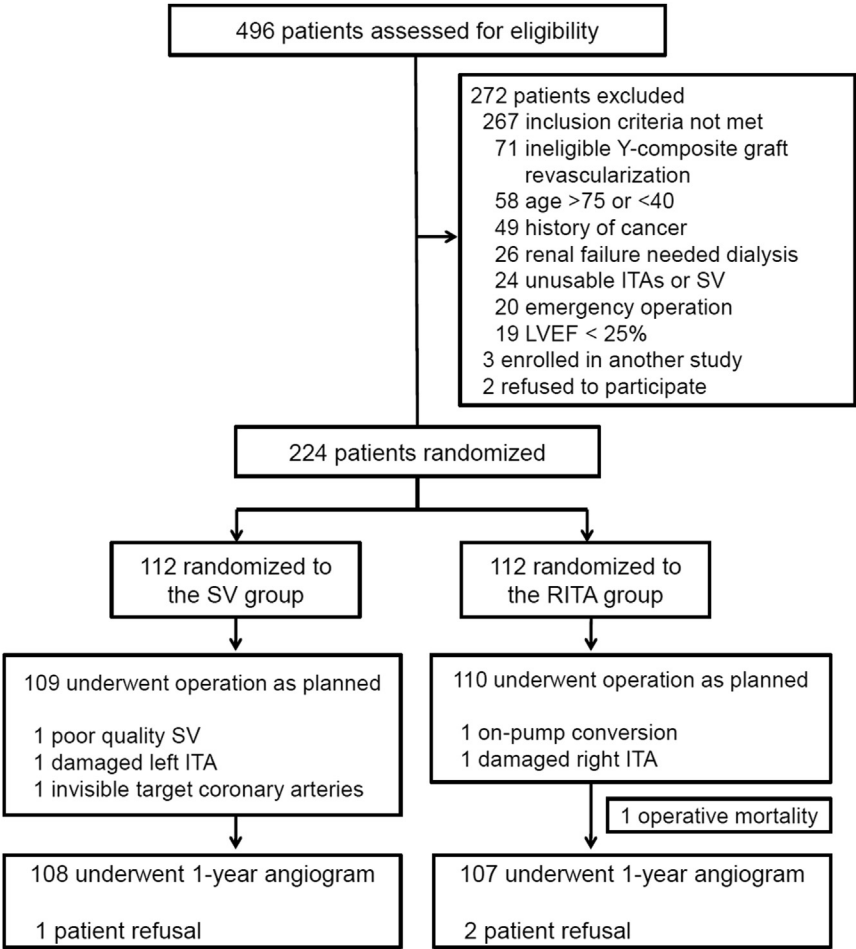 496 patients assessed for eligibility
272 patients excluded
267 inclusion criteria not met
71 ineligible Y-composite graft
revascularization
58 age >75 or <40
49 history of cancer
26 renal failure needed dialysis
24 unusable ITAs or SV
20 emergency operation
19 LVEF < 25%
3 enrolled in another study
2 refused to participate
224 patients randomized
112 randomized to
the SV group
112 randomized to
the RITA group
109 underwent operation as planned
1 poor quality SV
1 damaged left ITA
1 invisible target coronary arteries
110 underwent operation as planned
1 on-pump conversion
1 damaged right ITA
1 operative mortality
108 underwent 1-year angiogram
1 patient refusal
107 underwent 1-year angiogram
2 patient refusal